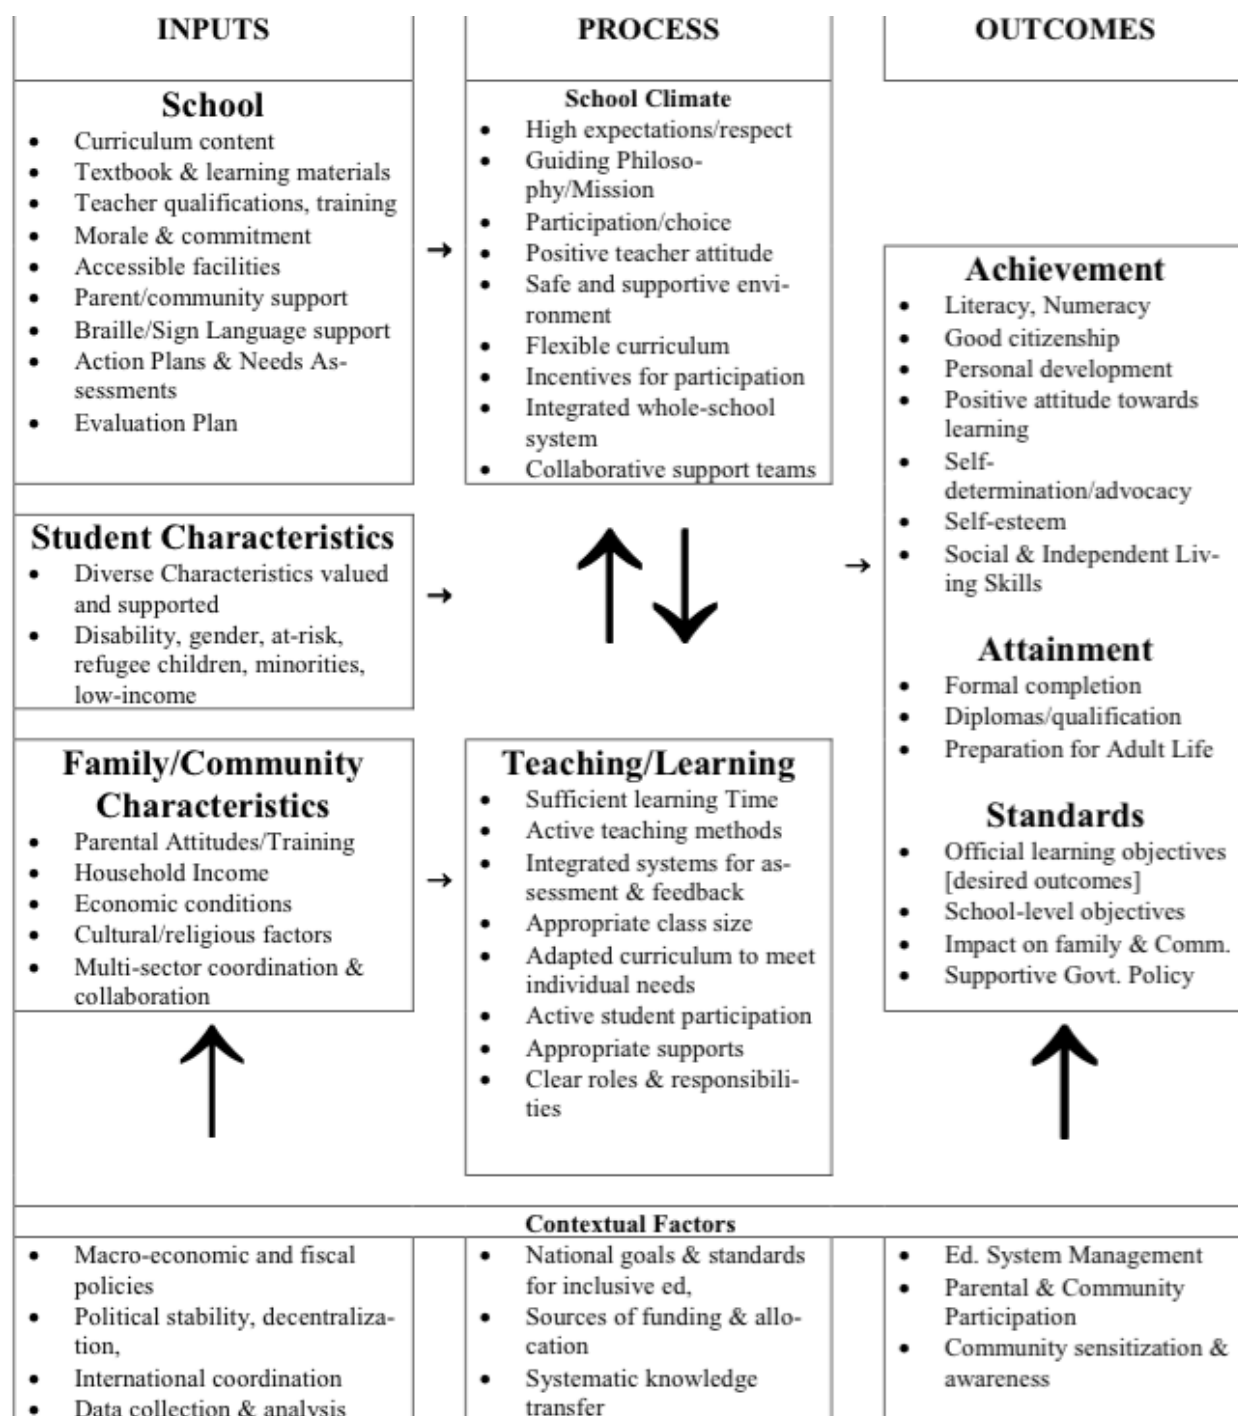 INPUTS
PROCESS
OUTCOMES
School
• Curriculum content
• Textbook & learning materials
• Teacher qualifications, training
• Morale & commitment
• Accessible facilities
• Parent/community support
• Braille/Sign Language support
• Action Plans & Needs As-
sessments
• Evaluation Plan
Student Characteristics
• Diverse Characteristics valued
and supported
• Disability, gender, at-risk,
refugee children, minorities,
low-income
Family/Community
Characteristics
• Parental Attitudes/Training
• Household Income
• Economic conditions
• Cultural/religious factors
• Multi-sector coordination &
collaboration
School Climate
• High expectations/respect
• Guiding Philoso-
phy/Mission
• Participation/choice
• Positive teacher attitude
• Safe and supportive envi-
ronment
• Flexible curriculum
• Incentives for participation
• Integrated whole-school
system
• Collaborative support teams
Teaching/Learning
• Sufficient learning Time
• Active teaching methods
• Integrated systems for as-
sessment & feedback
• Appropriate class size
• Adapted curriculum to meet
individual needs
• Active student participation
• Appropriate supports
• Clear roles & responsibili-
ties
Achievement
• Literacy, Numeracy
• Good citizenship
• Personal development
• Positive attitude towards
learning
• Self-
determination/advocacy
• Self-esteem
• Social & Independent Liv-
ing Skills
Attainment
• Formal completion
• Diplomas/qualification
• Preparation for Adult Life
Standards
• Official learning objectives
[desired outcomes]
• School-level objectives
• Impact on family & Comm.
• Supportive Govt. Policy
Contextual Factors
• Macro-economic and fiscal
policies
• Political stability, decentraliza-
tion,
• International coordination
• Data collection & analysis
• National goals & standards
for inclusive ed,
• Sources of funding & allo-
cation
• Systematic knowledge
transfer
• Ed. System Management
• Parental & Community
Participation
• Community sensitization &
awareness